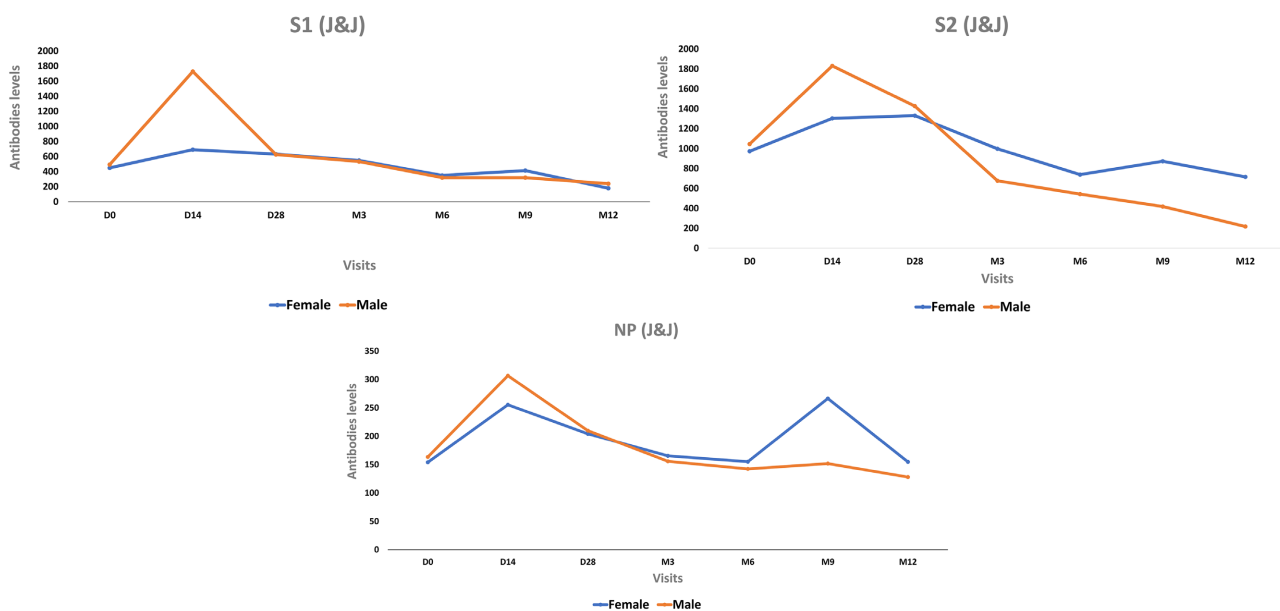 S1 (J&J)
Antibodies levels
2000
1800
1600
1400
1200
1000
800
600
400
200
0
D0 D14 D28 M3 M6 M9 M12
Visits
Female Male
S2 (J&J)
Antibodies levels
2000
1800
1600
1400
1200
1000
800
600
400
200
0
D0 D14 D28 M3 M6 M9 M12
Visits
Female Male
NP (J&J)
Antibodies levels
350
300
250
200
150
100
50
0
D0 D14 D28 M3 M6 M9 M12
Visits
Female Male